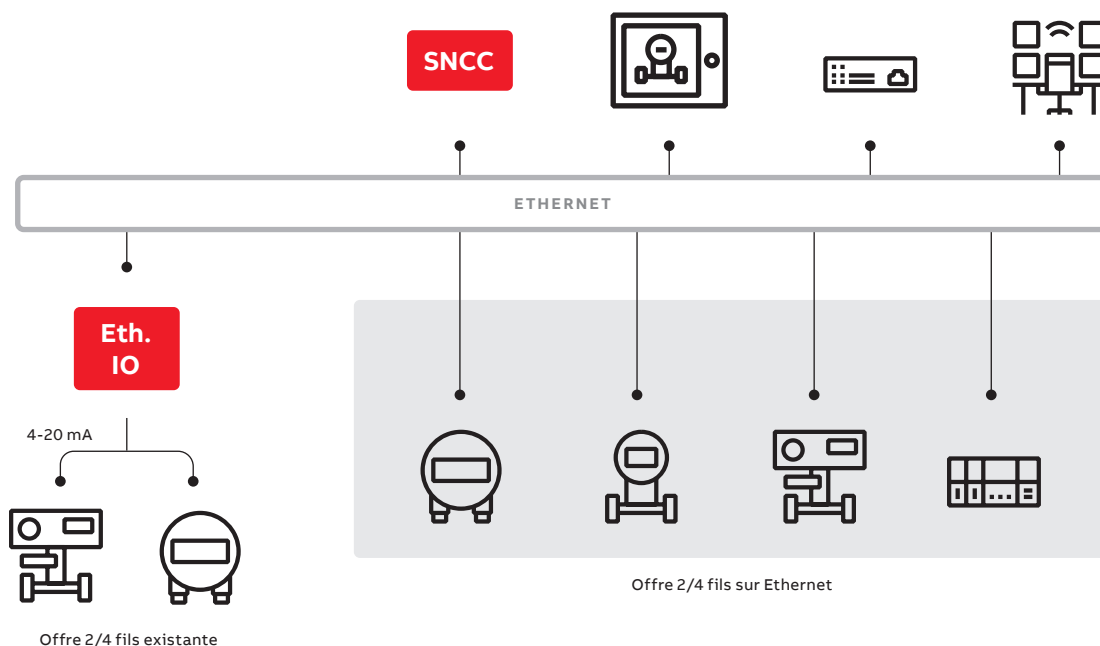 SNCC
ETHERNET
Eth.
IO
4-20 mA
Offre 2/4 fils sur Ethernet
Offre 2/4 fils existante